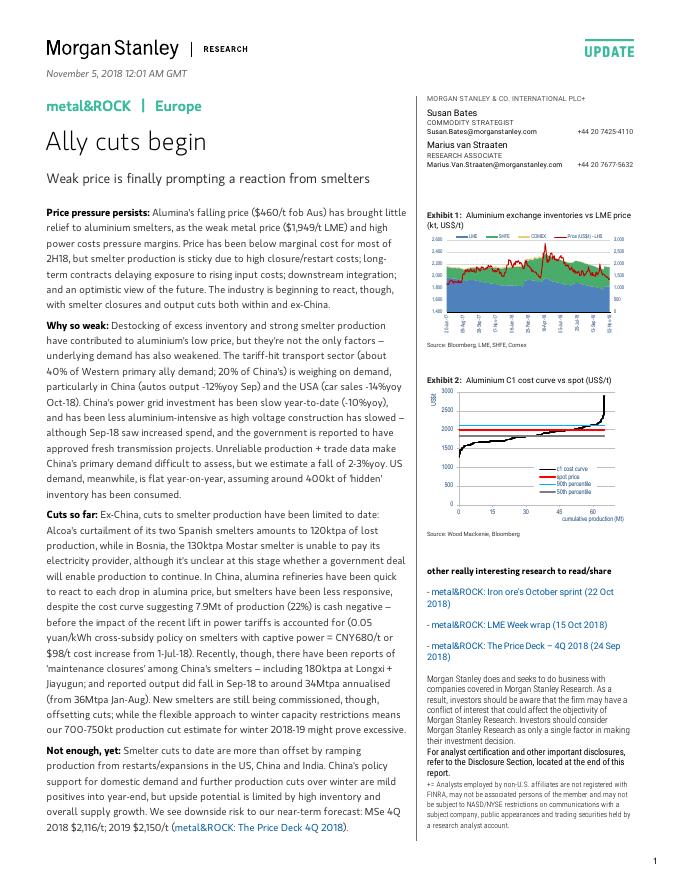 Morgan Stanley | RESEARCH
UPDATE
November 5, 2018 12:01 AM GMT
metal&ROCK | Europe
Ally cuts begin
Weak price is finally prompting a reaction from smelters
Price pressure persists: Alumina's falling price ($460/t fob Aus) has brought little
relief to aluminium smelters, as the weak metal price ($1,949/t LME) and high
power costs pressure margins. Price has been below marginal cost for most of
2H18, but smelter production is sticky due to high closure/restart costs; long-
term contracts delaying exposure to rising input costs; downstream integration;
and an optimistic view of the future. The industry is beginning to react, though,
with smelter closures and output cuts both within and ex-China.
Why so weak: Destocking of excess inventory and strong smelter production
have contributed to aluminium's low price, but they're not the only factors –
underlying demand has also weakened. The tariff-hit transport sector (about
40% of Western primary ally demand; 20% of China's) is weighing on demand,
particularly in China (autos output -12%yoy Sep) and the USA (car sales -14%yoy
Oct-18). China's power grid investment has been slow year-to-date (-10%yoy),
and has been less aluminium-intensive as high voltage construction has slowed –
although Sep-18 saw increased spend, and the government is reported to have
approved fresh transmission projects. Unreliable production + trade data make
China's primary demand difficult to assess, but we estimate a fall of 2-3%yoy. US
demand, meanwhile, is flat year-on-year, assuming around 400kt of 'hidden'
inventory has been consumed.
Cuts so far: Ex-China, cuts to smelter production have been limited to date:
Alcoa's curtailment of its two Spanish smelters amounts to 120ktpa of lost
production, while in Bosnia, the 130ktpa Mostar smelter is unable to pay its
electricity provider, although it's unclear at this stage whether a government deal
will enable production to continue. In China, alumina refineries have been quick
to react to each drop in alumina price, but smelters have been less responsive,
despite the cost curve suggesting 7.9Mt of production (22%) is cash negative –
before the impact of the recent lift in power tariffs is accounted for (0.05
yuan/kWh cross-subsidy policy on smelters with captive power = CNY680/t or
$98/t cost increase from 1-Jul-18). Recently, though, there have been reports of
'maintenance closures' among China's smelters – including 180ktpa at Longxi +
Jiayugun; and reported output did fall in Sep-18 to around 34Mtpa annualised
(from 36Mtpa Jan-Aug). New smelters are still being commissioned, though,
offsetting cuts; while the flexible approach to winter capacity restrictions means
our 700-750kt production cut estimate for winter 2018-19 might prove excessive.
Not enough, yet: Smelter cuts to date are more than offset by ramping
production from restarts/expansions in the US, China and India. China's policy
support for domestic demand and further production cuts over winter are mild
positives into year-end, but upside potential is limited by high inventory and
overall supply growth. We see downside risk to our near-term forecast: MSe 4Q
2018 $2,116/t; 2019 $2,150/t (metal&ROCK: The Price Deck 4Q 2018).
MORGAN STANLEY & CO. INTERNATIONAL PLC+
Susan Bates
COMMODITY STRATEGIST
Susan.Bates@morganstanley.com +44 20 7425-4110
Marius van Straaten
RESEARCH ASSOCIATE
Marius.Van.Straaten@morganstanley.com +44 20 7677-5632
Exhibit 1: Aluminium exchange inventories vs LME price
(kt, US$/t)
LME SHFE COMEX Price (US$/t) - LHS
2,600 3,000
2,400 2,500
2,200 2,000
2,000 1,500
1,800 1,000
1,600 500
1,400 0
Source: Bloomberg, LME, SHFE, Comex
Exhibit 2: Aluminium C1 cost curve vs spot (US$/t)
US$/t
3000
2500
2000
1500
1000
500
0
c1 cost curve
spot price
90th percentile
50th percentile
0 15 30 45 60
cumulative production (Mt)
Source: Wood Mackenie, Bloomberg
other really interesting research to read/share
- metal&ROCK: Iron ore's October sprint (22 Oct
2018)
- metal&ROCK: LME Week wrap (15 Oct 2018)
- metal&ROCK: The Price Deck – 4Q 2018 (24 Sep
2018)
Morgan Stanley does and seeks to do business with
companies covered in Morgan Stanley Research. As a
result, investors should be aware that the firm may have a
conflict of interest that could affect the objectivity of
Morgan Stanley Research. Investors should consider
Morgan Stanley Research as only a single factor in making
their investment decision.
For analyst certification and other important disclosures,
refer to the Disclosure Section, located at the end of this
report.
+= Analysts employed by non-U.S. affiliates are not registered with
FINRA, may not be associated persons of the member and may not
be subject to NASD/NYSE restrictions on communications with a
subject company, public appearances and trading securities held by
a research analyst account.
1